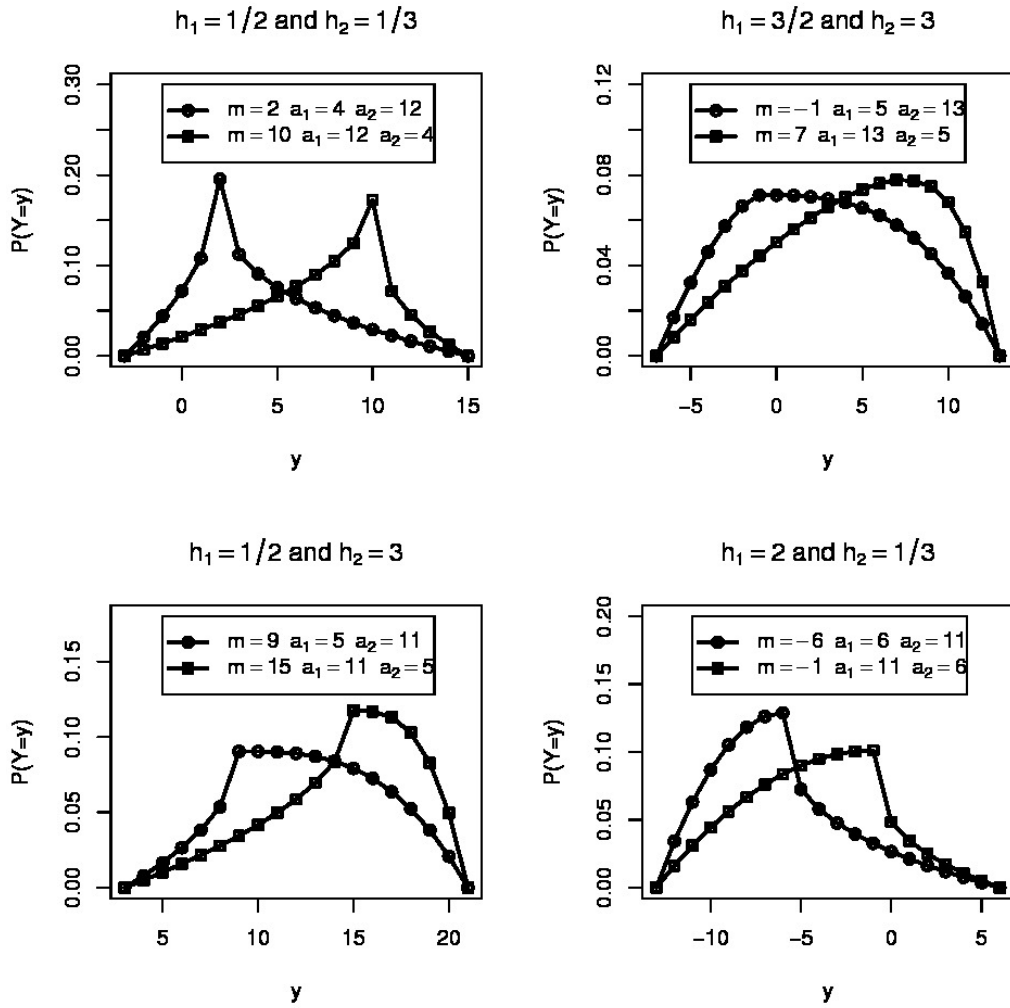 h₁ = 1/2 and h₂ = 1/3
m = 2 a₁ = 4 a₂ = 12
m = 10 a₁ = 12 a₂ = 4
P(Y=y)
0.00 0.10 0.20 0.30
0 5 10 15
y
h₁ = 3/2 and h₂ = 3
m = −1 a₁ = 5 a₂ = 13
m = 7 a₁ = 13 a₂ = 5
P(Y=y)
0.00 0.04 0.08 0.12
−5 0 5 10
y
h₁ = 1/2 and h₂ = 3
m = 9 a₁ = 5 a₂ = 11
m = 15 a₁ = 11 a₂ = 5
P(Y=y)
0.00 0.05 0.10 0.15
5 10 15 20
y
h₁ = 2 and h₂ = 1/3
m = −6 a₁ = 6 a₂ = 11
m = −1 a₁ = 11 a₂ = 6
P(Y=y)
0.00 0.05 0.10 0.15 0.20
−10 −5 0 5
y